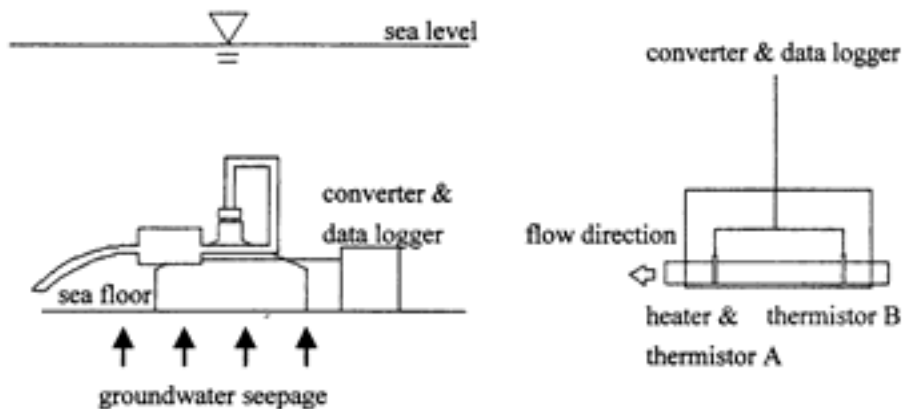 sea level
converter &
data logger
sea floor
groundwater seepage
converter & data logger
flow direction
heater &
thermistor A
thermistor B